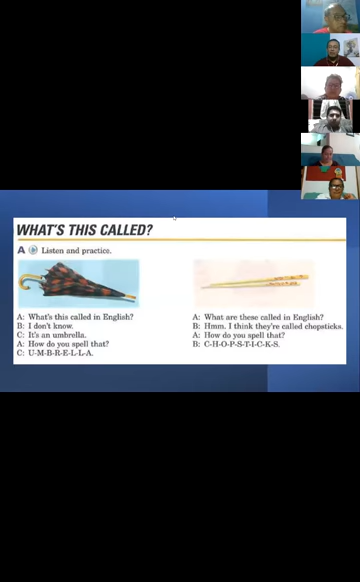 WHAT'S THIS CALLED?
A Listen and practice.
A: What's this called in English?
B: I don't know.
C: It's an umbrella.
A: How do you spell that?
C: U-M-B-R-E-L-L-A.
A: What are these called in English?
B: Hmm. I think they're called chopsticks.
A: How do you spell that?
B: C-H-O-P-S-T-I-C-K-S.